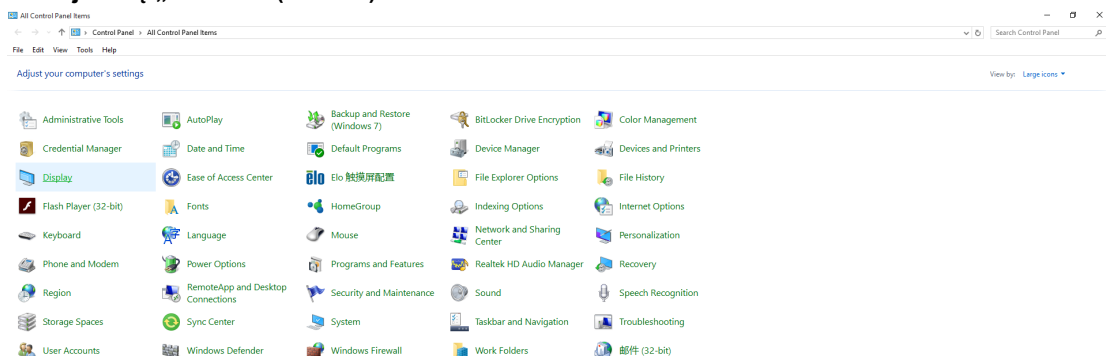 All Control Panel Items
Control Panel > All Control Panel Items
Search Control Panel
File Edit View Tools Help
Adjust your computer's settings
View by: Large icons
Administrative Tools
AutoPlay
Backup and Restore
(Windows 7)
BitLocker Drive Encryption
Color Management
Credential Manager
Date and Time
Default Programs
Device Manager
Devices and Printers
Display
Ease of Access Center
elo
Elo 触摸屏配置
File Explorer Options
File History
Flash Player (32-bit)
Fonts
HomeGroup
Indexing Options
Internet Options
Keyboard
Language
Mouse
Network and Sharing
Center
Personalization
Phone and Modem
Power Options
Programs and Features
Realtek HD Audio Manager
Recovery
Region
RemoteApp and Desktop
Connections
Security and Maintenance
Sound
Speech Recognition
Storage Spaces
Sync Center
System
Taskbar and Navigation
Troubleshooting
User Accounts
Windows Defender
Windows Firewall
Work Folders
邮件 (32-bit)